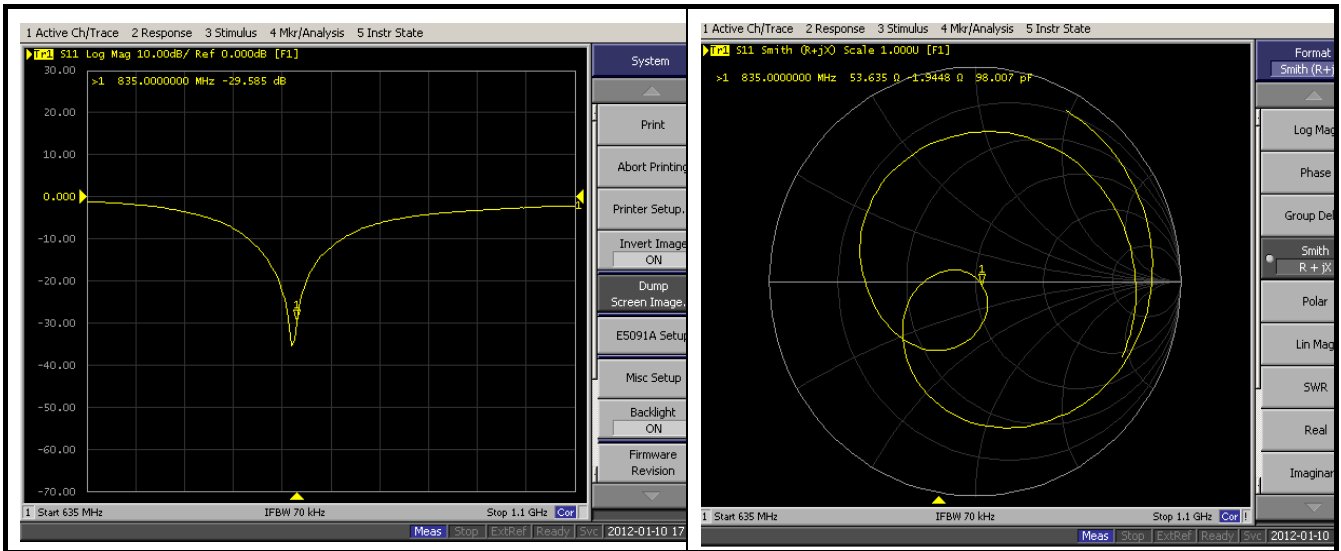 1 Active Ch/Trace 2 Response 3 Stimulus 4 Mkr/Analysis 5 Instr State
Tr1 S11 Log Mag 10.00dB/ Ref 0.000dB [F1]
>1 835.0000000 MHz -29.585 dB
30.00
20.00
10.00
0.000
-10.00
-20.00
-30.00
-40.00
-50.00
-60.00
-70.00
1
1
System
Print
Abort Printing
Printer Setup.
Invert Image
ON
Dump
Screen Image.
E5091A Setup
Misc Setup
Backlight
ON
Firmware
Revision
1 Start 635 MHz IFBW 70 kHz Stop 1.1 GHz Cor
Meas Stop ExtRef Ready Svc 2012-01-10 17
1 Active Ch/Trace 2 Response 3 Stimulus 4 Mkr/Analysis 5 Instr State
Tr1 S11 Smith (R+jX) Scale 1.000U [F1]
>1 835.0000000 MHz 53.635 Ω -1.9448 Ω 98.007 pF
1
Format
Smith (R+j
Log Mag
Phase
Group Del
Smith
R + jX
Polar
Lin Mag
SWR
Real
Imaginar
1 Start 635 MHz IFBW 70 kHz Stop 1.1 GHz Cor !
Meas Stop ExtRef Ready Svc 2012-01-10